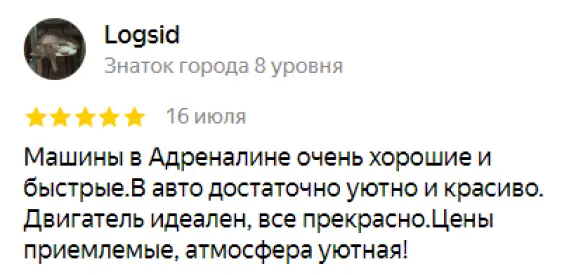 Logsid
Знаток города 8 уровня
16 июля
Машины в Адреналине очень хорошие и
быстрые.В авто достаточно уютно и красиво.
Двигатель идеален, все прекрасно.Цены
приемлемые, атмосфера уютная!